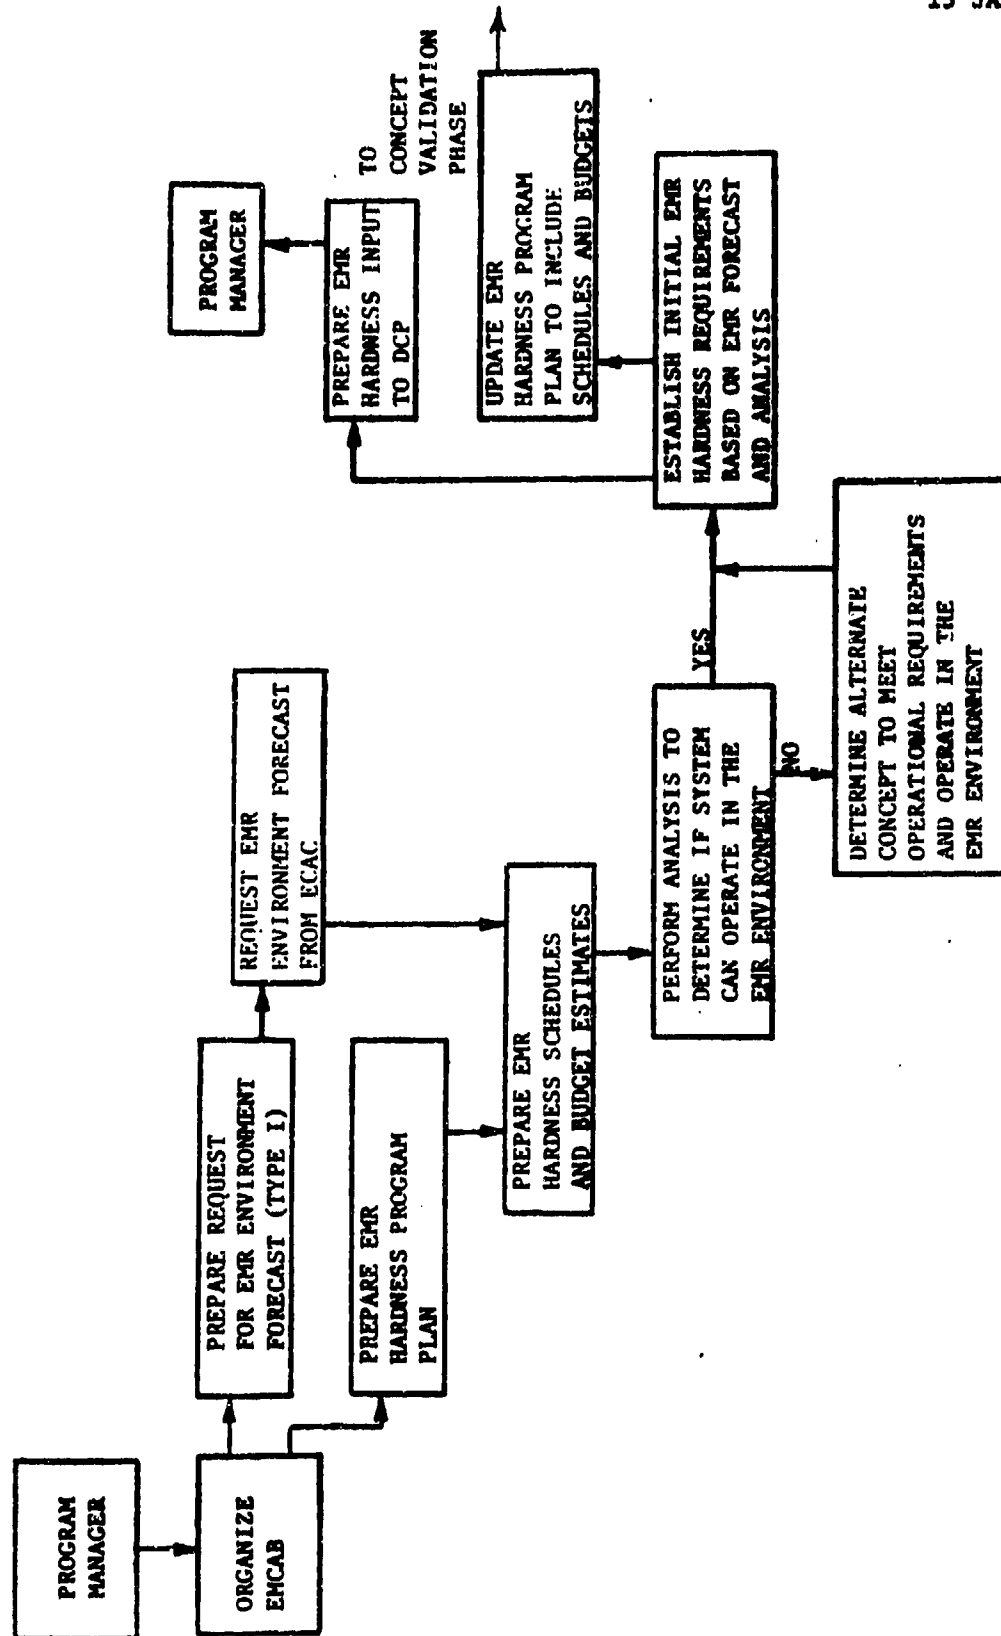 PROGRAM
MANAGER
ORGANIZE
EMCAB
PREPARE REQUEST
FOR EMR ENVIRONMENT
FORECAST (TYPE I)
REQUEST EMR
ENVIRONMENT FORECAST
FROM ECAC
PREPARE EMR
HARDNESS PROGRAM
PLAN
PREPARE EMR
HARDNESS SCHEDULES
AND BUDGET ESTIMATES
PERFORM ANALYSIS TO
DETERMINE IF SYSTEM
CAN OPERATE IN THE
EMR ENVIRONMENT
YES
NO
DETERMINE ALTERNATE
CONCEPT TO MEET
OPERATIONAL REQUIREMENTS
AND OPERATE IN THE
EMR ENVIRONMENT
ESTABLISH INITIAL EMR
HARDNESS REQUIREMENTS
BASED ON EMR FORECAST
AND ANALYSIS
UPDATE EMR
HARDNESS PROGRAM
PLAN TO INCLUDE
SCHEDULES AND BUDGETS
TO
CONCEPT
VALIDATION
PHASE
PREPARE EMR
HARDNESS INPUT
TO DCP
PROGRAM
MANAGER